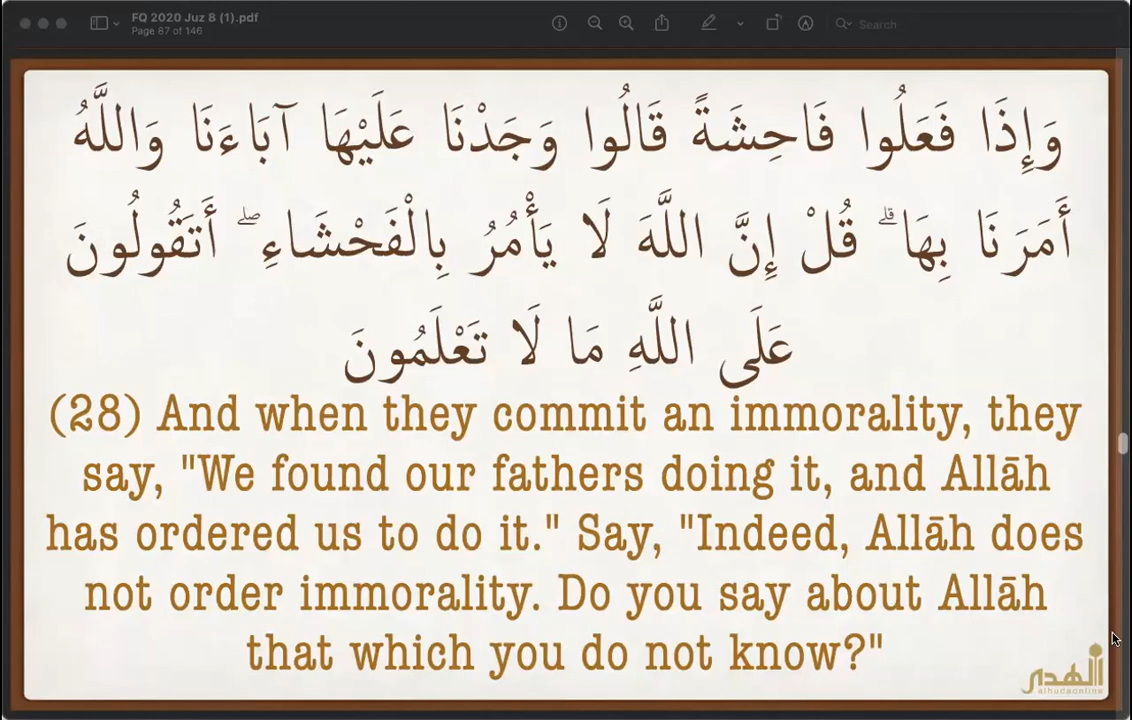 FQ 2020 Juz 8 (1).pdf
Page 87 of 146
Search
وَإِذَا فَعَلُوا فَاحِشَةً قَالُوا وَجَدْنَا عَلَيْهَا آبَاءَنَا وَاللَّهُ
أَمَرَنَا بِهَا ۗ قُلْ إِنَّ اللَّهَ لَا يَأْمُرُ بِالْفَحْشَاءِ ۖ أَتَقُولُونَ
عَلَى اللَّهِ مَا لَا تَعْلَمُونَ
(28) And when they commit an immorality, they
say, "We found our fathers doing it, and Allāh
has ordered us to do it." Say, "Indeed, Allāh does
not order immorality. Do you say about Allāh
that which you do not know?"
الهدى
alhudaonline